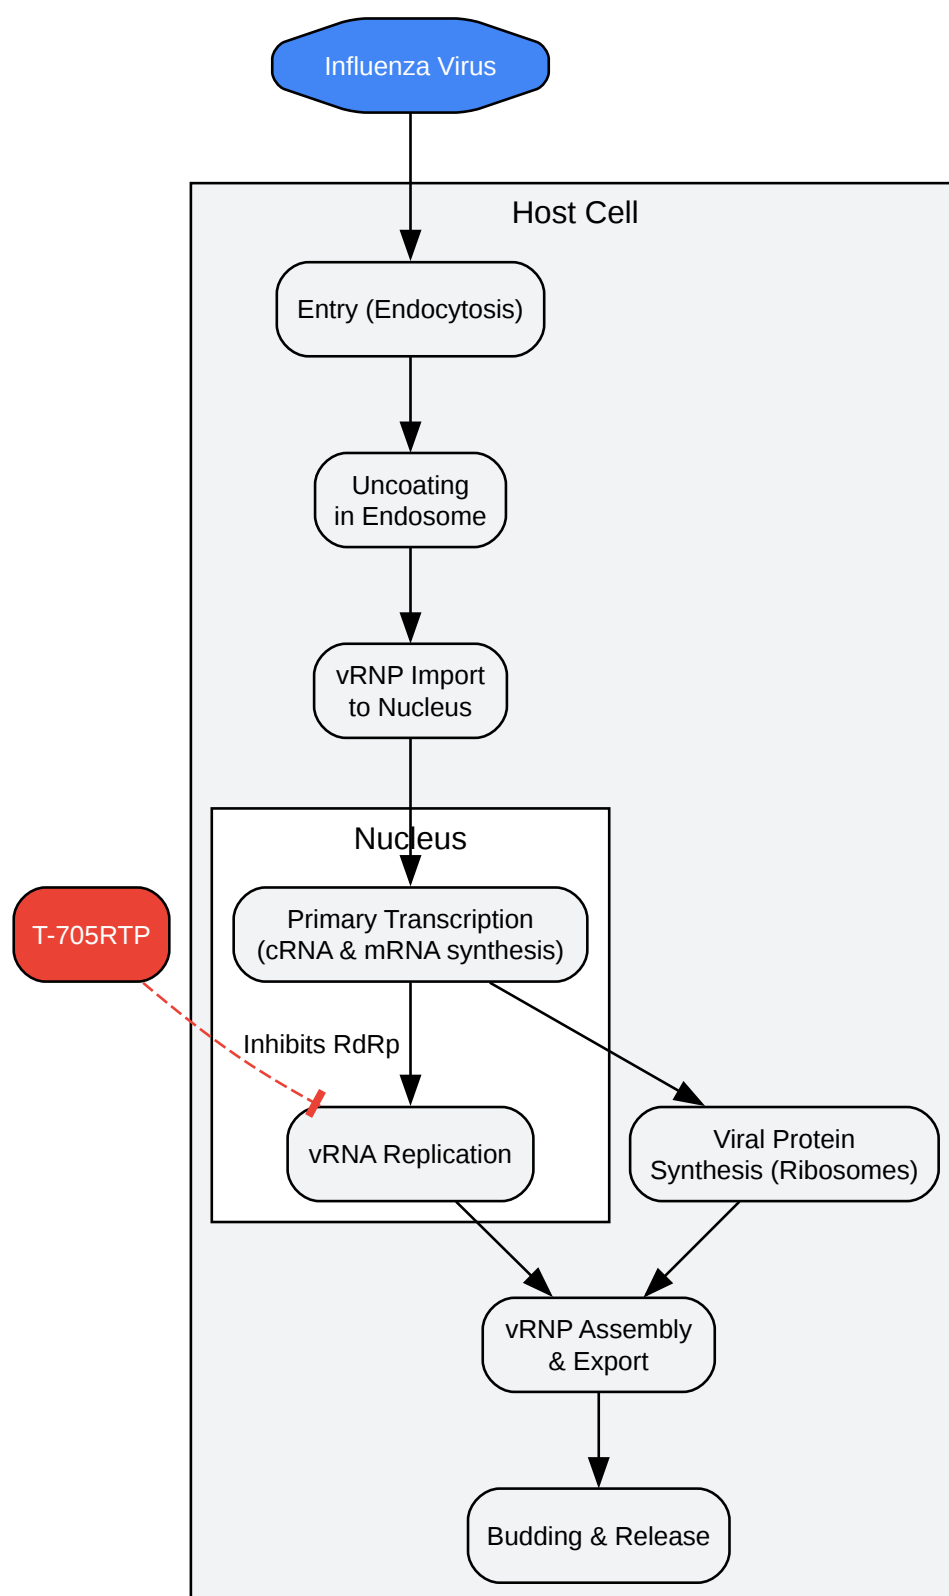 Influenza Virus
Host Cell
Entry (Endocytosis)
Uncoating
in Endosome
vRNP Import
to Nucleus
Nucleus
T-705RTP
Primary Transcription
(cRNA & mRNA synthesis)
Inhibits RdRp
vRNA Replication
Viral Protein
Synthesis (Ribosomes)
vRNP Assembly
& Export
Budding & Release